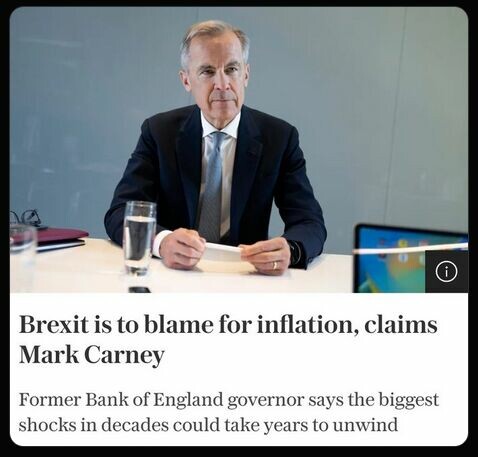 Brexit is to blame for inflation, claims
Mark Carney
Former Bank of England governor says the biggest
shocks in decades could take years to unwind